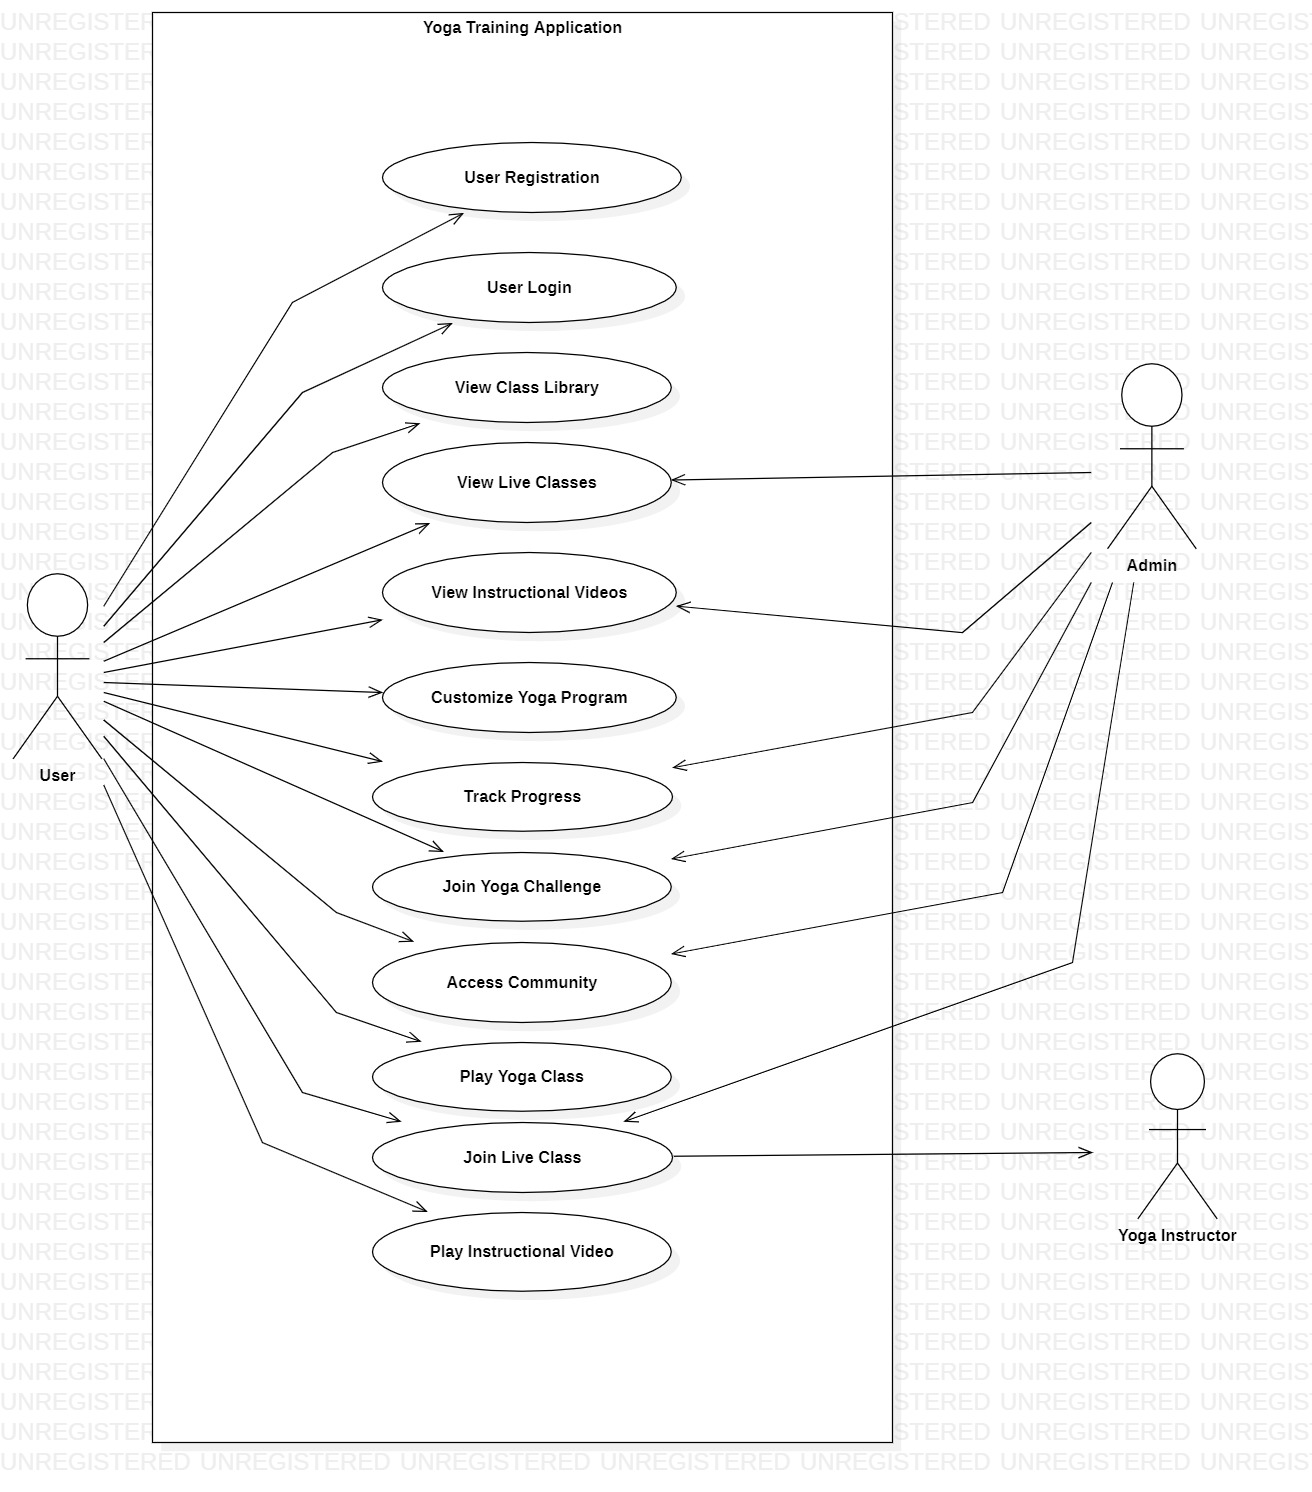 Yoga Training Application
User Registration
User Login
View Class Library
View Live Classes
View Instructional Videos
Customize Yoga Program
Track Progress
Join Yoga Challenge
Access Community
Play Yoga Class
Join Live Class
Play Instructional Video
User
Admin
Yoga Instructor
UNREGISTERED UNREGISTERED UNREGISTERED UNREGISTERED UNREGISTERED UNREGISTERED UNREGIS